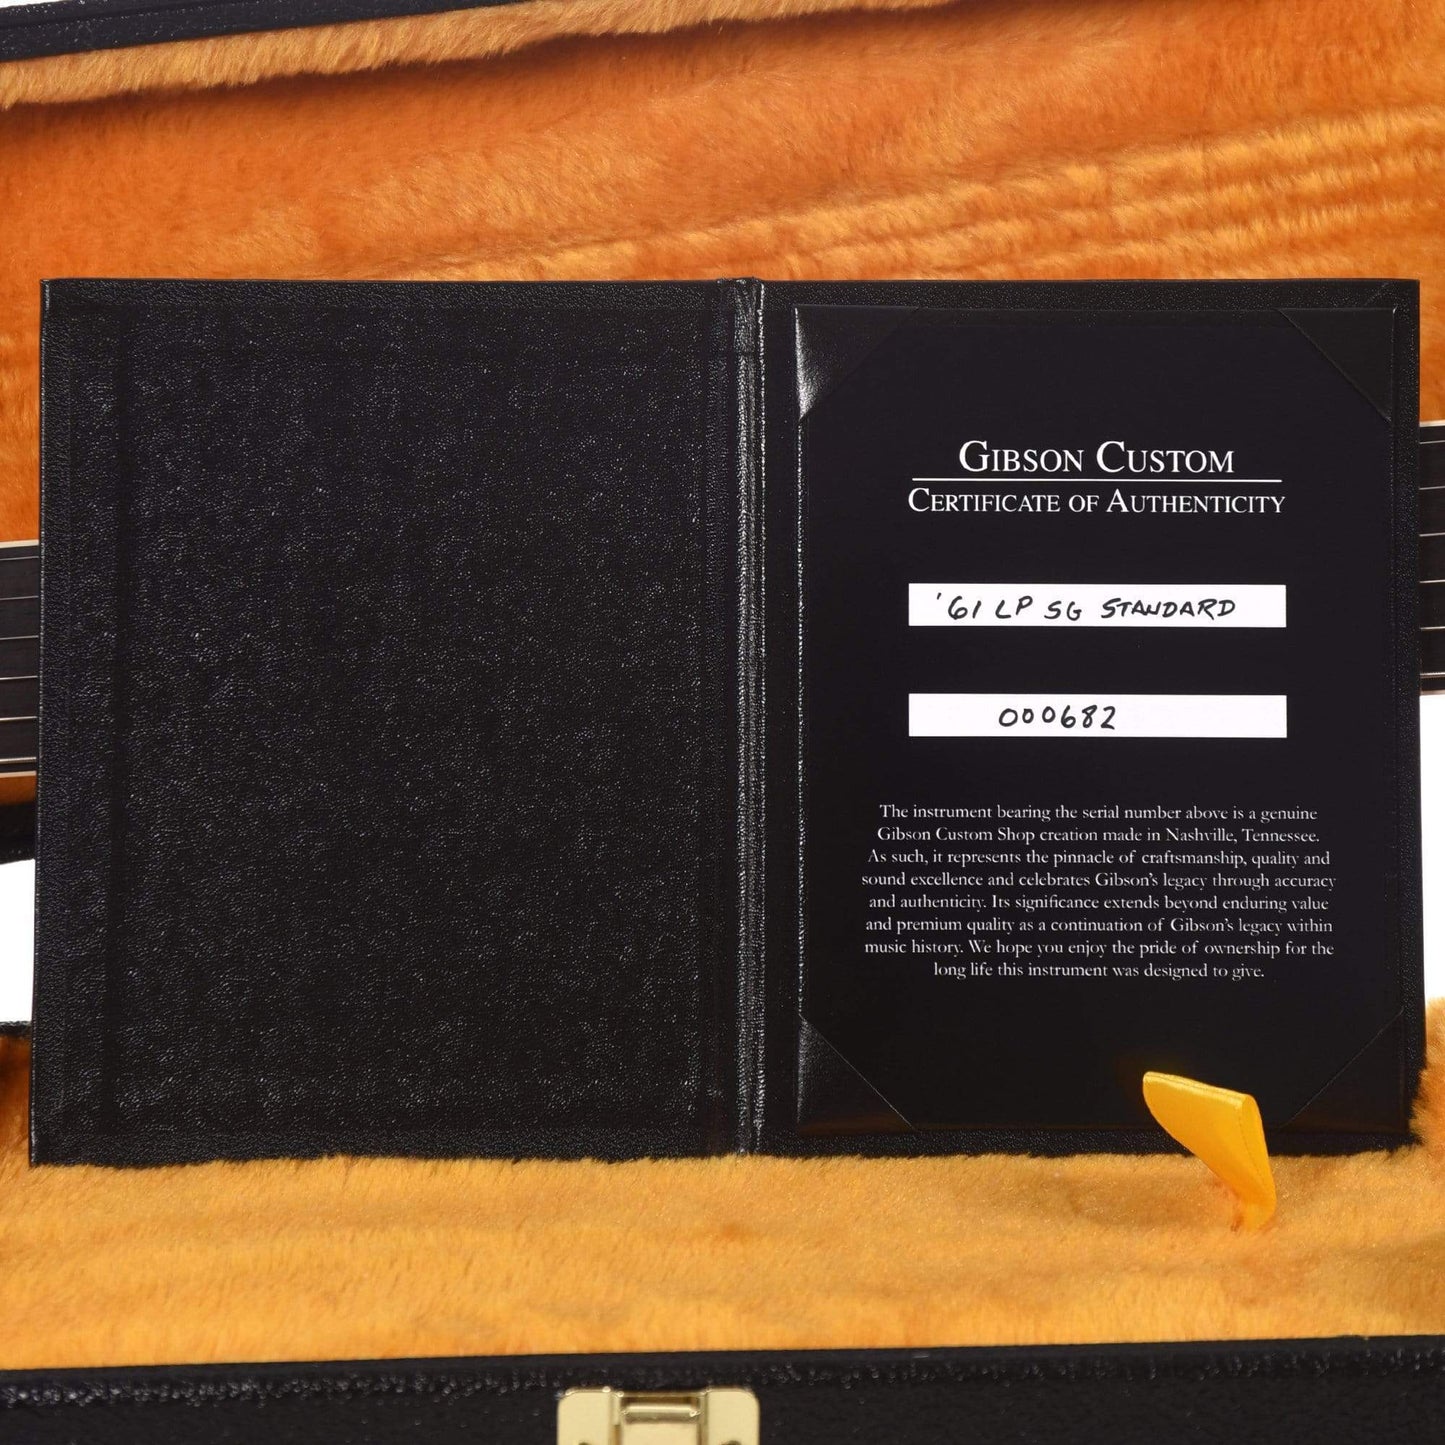 GIBSON CUSTOM
CERTIFICATE OF AUTHENTICITY
'61 LP SG STANDARD
000682
The instrument bearing the serial number above is a genuine
Gibson Custom Shop creation made in Nashville, Tennessee.
As such, it represents the pinnacle of craftsmanship, quality and
sound excellence and celebrates Gibson's legacy through accuracy
and authenticity. Its significance extends beyond enduring value
and premium quality as a continuation of Gibson's legacy within
music history. We hope you enjoy the pride of ownership for the
long life this instrument was designed to give.